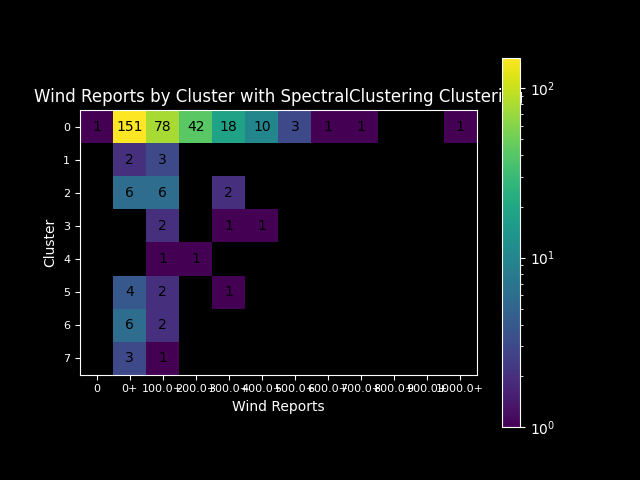 Wind Reports by Cluster with SpectralClustering Clustering
0 1 151 78 42 18 10 3 1 1 1
1 2 3
2 6 6 2
3 2 1 1
4 1 1
5 4 2 1
6 6 2
7 3 1
0 0+ 100.0+ 200.0+ 300.0+ 400.0+ 500.0+ 600.0+ 700.0+ 800.0+ 900.0+ 1000.0+
Wind Reports
Cluster
10²
10¹
10⁰